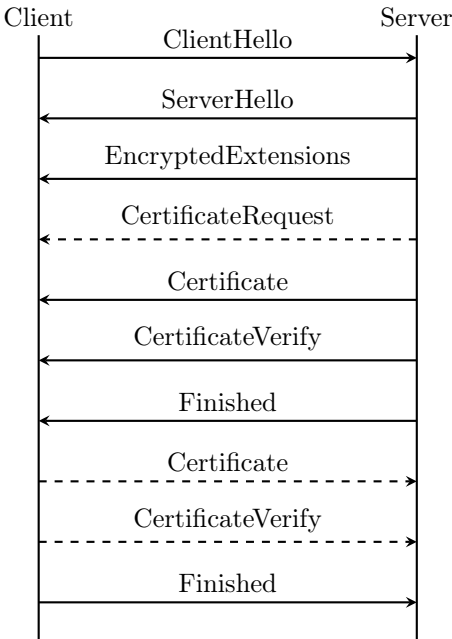 Client
Server
ClientHello
ServerHello
EncryptedExtensions
CertificateRequest
Certificate
CertificateVerify
Finished
Certificate
CertificateVerify
Finished